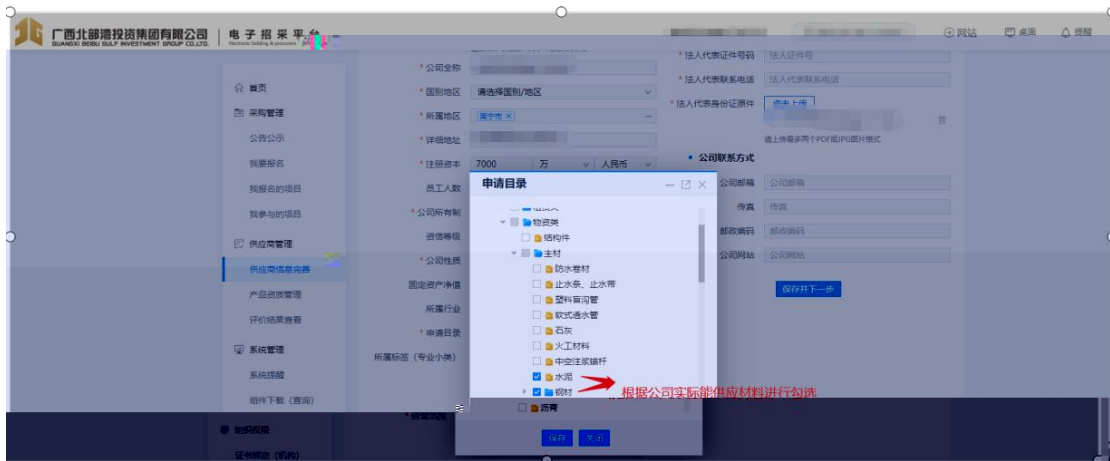 广西北部湾投资集团有限公司
电子招采平台
网站
桌面
提醒
首页
采购管理
公告公示
我要报名
我报名的项目
我参与的项目
供应商管理
供应商信息完善
产品资质管理
评价结果查看
系统管理
系统提醒
组件下载（查询）
组织权限
证书绑定（机构）
* 公司全称
* 国别地区 请选择国别/地区
* 所属地区 南宁市 ×
* 详细地址
* 注册资本 7000 万 人民币
员工人数
* 公司所有制
资信等级
* 公司性质
固定资产净值
所属行业
* 申请目录
所属标签（专业小类）
* 法人代表证件号码 法人证件号
* 法人代表联系电话 法人代表联系电话
* 法人代表身份证原件 点击上传
请上传最多两个PDF或JPG图片格式
• 公司联系方式
公司邮箱 公司邮箱
传真 传真
邮政编码 邮政编码
公司网站 公司网站
保存并下一步
申请目录
物资类
结构件
主材
防水卷材
止水条、止水带
塑料盲沟管
软式透水管
石灰
火工材料
中空注浆锚杆
水泥
钢材
沥青
根据公司实际能供应材料进行勾选
保存 关闭